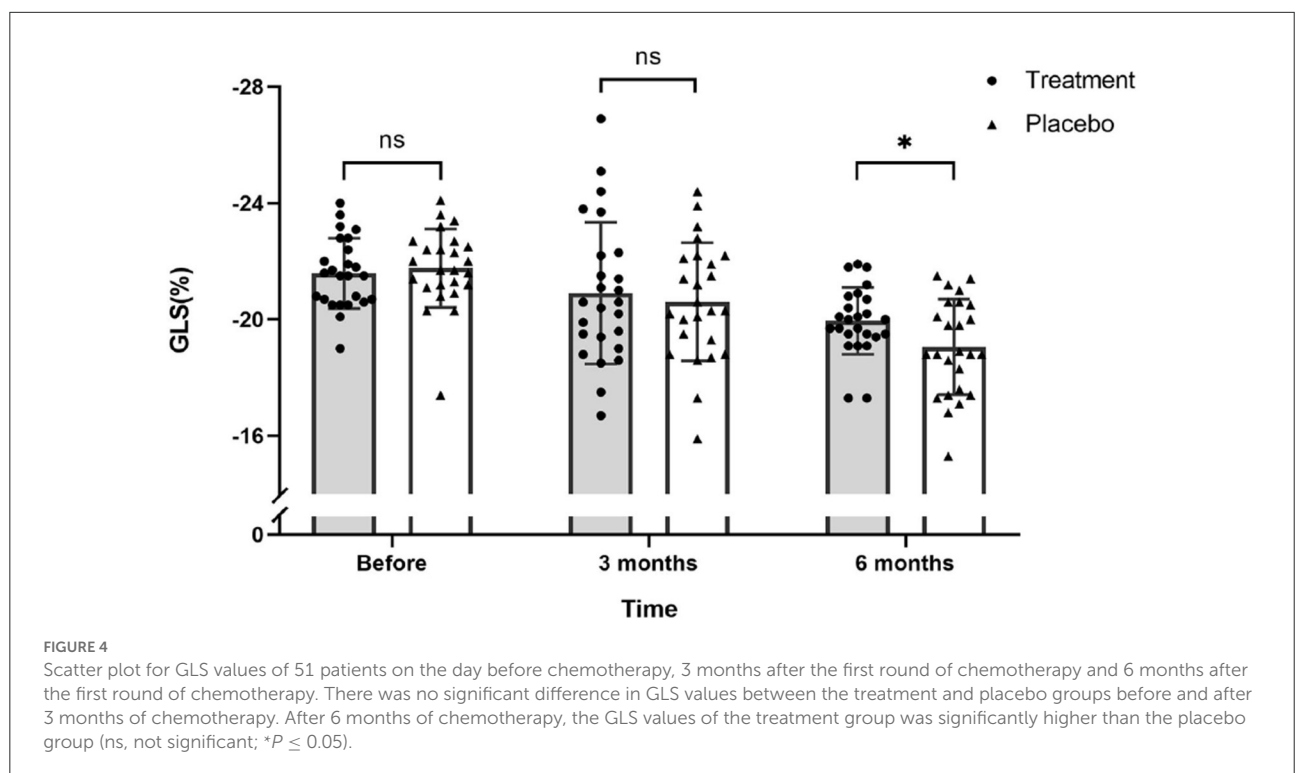 ns
-28
Treatment
Placebo
ns
*
-24
GLS(%)
-20
-16
0
Before
3 months
6 months
Time
FIGURE 4
Scatter plot for GLS values of 51 patients on the day before chemotherapy, 3 months after the first round of chemotherapy and 6 months after
the first round of chemotherapy. There was no significant difference in GLS values between the treatment and placebo groups before and after
3 months of chemotherapy. After 6 months of chemotherapy, the GLS values of the treatment group was significantly higher than the placebo
group (ns, not significant; *P ≤ 0.05).